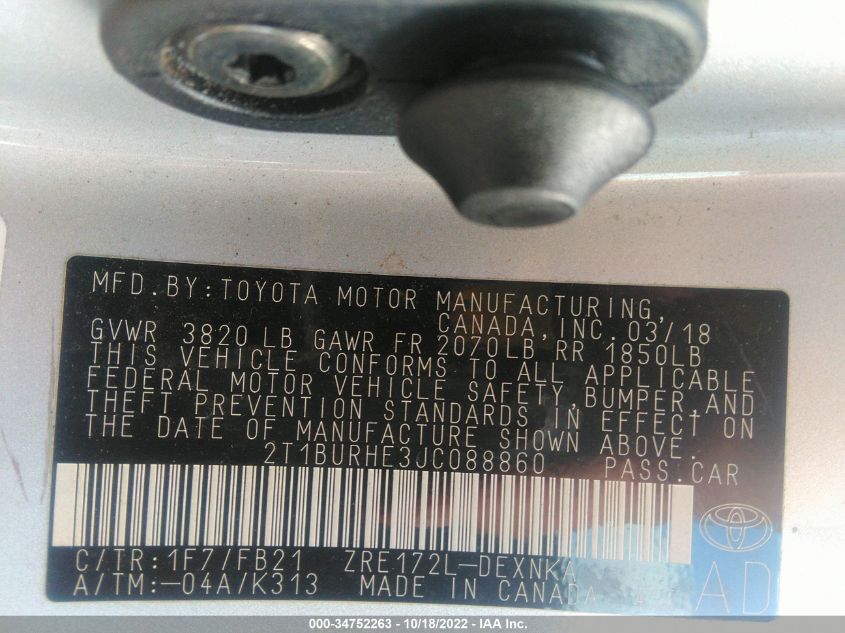 MFD.BY:TOYOTA MOTOR MANUFACTURING,
CANADA,INC.03/18
GVWR 3820 LB GAWR FR 2070LB RR 1850LB
THIS VEHICLE CONFORMS TO ALL APPLICABLE
FEDERAL MOTOR VEHICLE SAFETY,BUMPER,AND
THEFT PREVENTION STANDARDS IN EFFECT ON
THE DATE OF MANUFACTURE SHOWN ABOVE.
2T1BURHE3JC088860 PASS.CAR
C/TR:1F7/FB21 ZRE172L-DEXNKA
A/TM:-04A/K313 MADE IN CANADA
AD
000-34752263 - 10/18/2022 - IAA Inc.